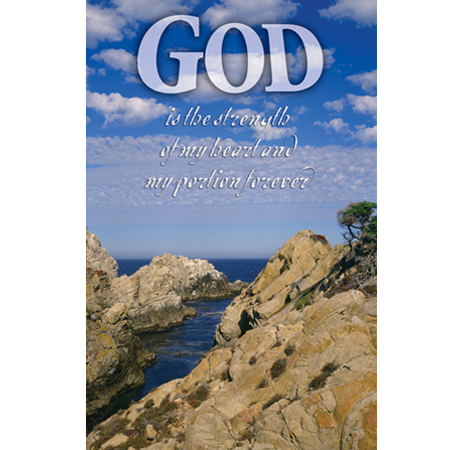 GOD
is the strength
of my heart and
my portion forever